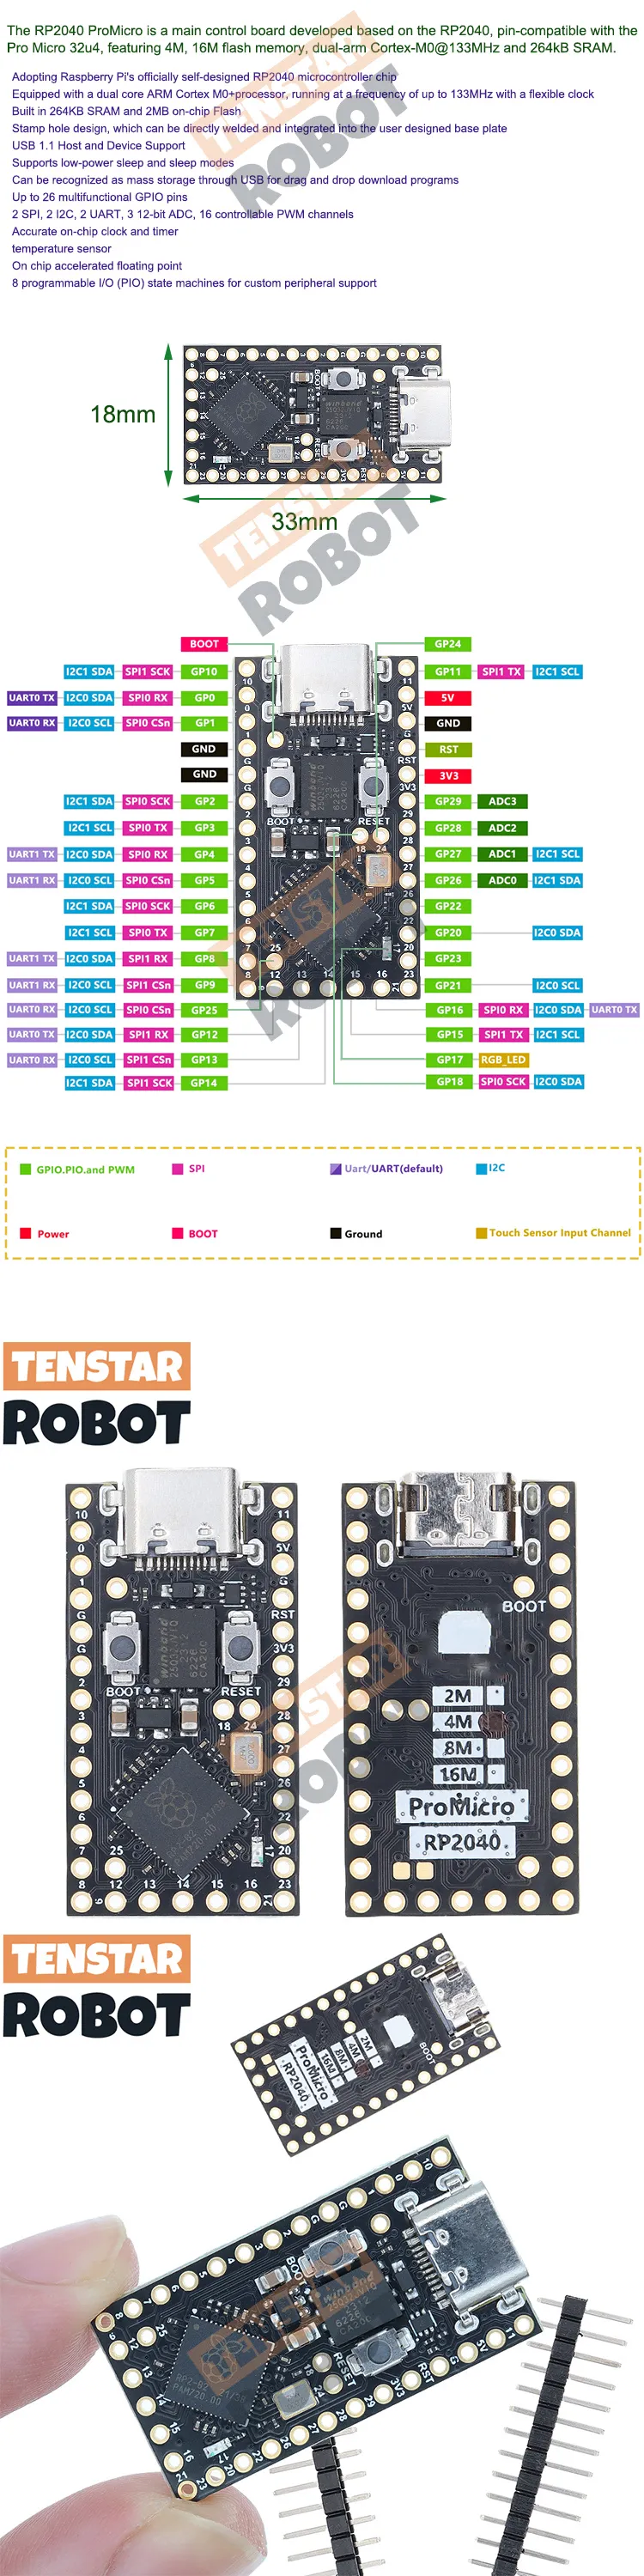 The RP2040 ProMicro is a main control board developed based on the RP2040, pin-compatible with the
Pro Micro 32u4, featuring 4M, 16M flash memory, dual-arm Cortex-M0@133MHz and 264kB SRAM.
Adopting Raspberry Pi's officially self-designed RP2040 microcontroller chip
Equipped with a dual core ARM Cortex M0+processor, running at a frequency of up to 133MHz with a flexible clock
Built in 264KB SRAM and 2MB on-chip Flash
Stamp hole design, which can be directly welded and integrated into the user designed base plate
USB 1.1 Host and Device Support
Supports low-power sleep and sleep modes
Can be recognized as mass storage through USB for drag and drop download programs
Up to 26 multifunctional GPIO pins
2 SPI, 2 I2C, 2 UART, 3 12-bit ADC, 16 controllable PWM channels
Accurate on-chip clock and timer
temperature sensor
On chip accelerated floating point
8 programmable I/O (PIO) state machines for custom peripheral support
TENSTAR
ROBOT
18mm
33mm
TENSTAR
ROBOT
BOOT GP24
I2C1 SDA SPI1 SCK GP10 GP11 SPI1 TX I2C1 SCL
UART0 TX I2C0 SDA SPI0 RX GP0 5V
UART0 RX I2C0 SCL SPI0 CSn GP1 GND
GND RST
GND 3V3
I2C1 SDA SPI0 SCK GP2 GP29 ADC3
I2C1 SCL SPI0 TX GP3 GP28 ADC2
UART1 TX I2C0 SDA SPI0 RX GP4 GP27 ADC1 I2C1 SCL
UART1 RX I2C0 SCL SPI0 CSn GP5 GP26 ADC0 I2C1 SDA
I2C1 SDA SPI0 SCK GP6 GP22
I2C1 SCL SPI0 TX GP7 GP20 I2C0 SDA
UART1 TX I2C0 SDA SPI1 RX GP8 GP23
UART1 RX I2C0 SCL SPI1 CSn GP9 GP21 I2C0 SCL
UART0 RX I2C0 SCL SPI0 CSn GP25 GP16 SPI0 RX I2C0 SDA UART0 TX
UART0 TX I2C0 SDA SPI1 RX GP12 GP15 SPI1 TX I2C1 SCL
UART0 RX I2C0 SCL SPI1 CSn GP13 GP17 RGB_LED
I2C1 SDA SPI1 SCK GP14 GP18 SPI0 SCK I2C0 SDA
GPIO.PIO.and PWM SPI Uart/UART(default) I2C
Power BOOT Ground Touch Sensor Input Channel
TENSTAR
ROBOT
10 11
0 5V
1 G
G RST
G 3V3
BOOT RESET
2 29
3 18 24 28
4 27
5 26
6 22
7 25 17 20
8 9 12 13 14 15 16 21 23
BOOT
2M
4M
8M
16M
ProMicro
RP2040
TENSTAR
ROBOT
BOOT
2M
4M
8M
16M
ProMicro
RP2040
BOOT
RESET